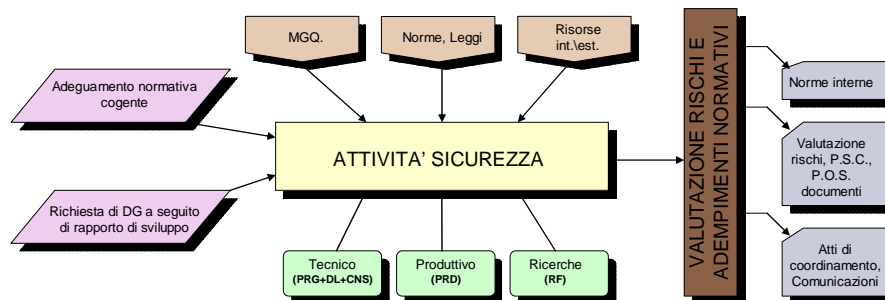 MGQ.
Norme, Leggi
Risorse
int.\est.
Adeguamento normativa
cogente
Richiesta di DG a seguito
di rapporto di sviluppo
ATTIVITA' SICUREZZA
Tecnico
(PRG+DL+CNS)
Produttivo
(PRD)
Ricerche
(RF)
VALUTAZIONE RISCHI E
ADEMPIMENTI NORMATIVI
Norme interne
Valutazione
rischi, P.S.C.,
P.O.S.
documenti
Atti di
coordinamento,
Comunicazioni